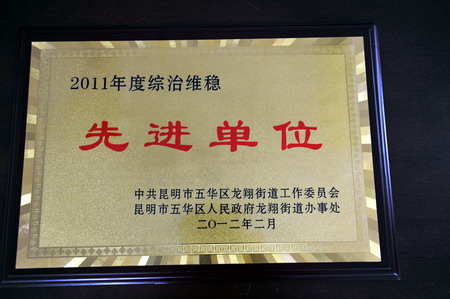 2011年度综治维稳
先进单位
中共昆明市五华区龙翔街道工作委员会
昆明市五华区人民政府龙翔街道办事处
二〇一二年二月